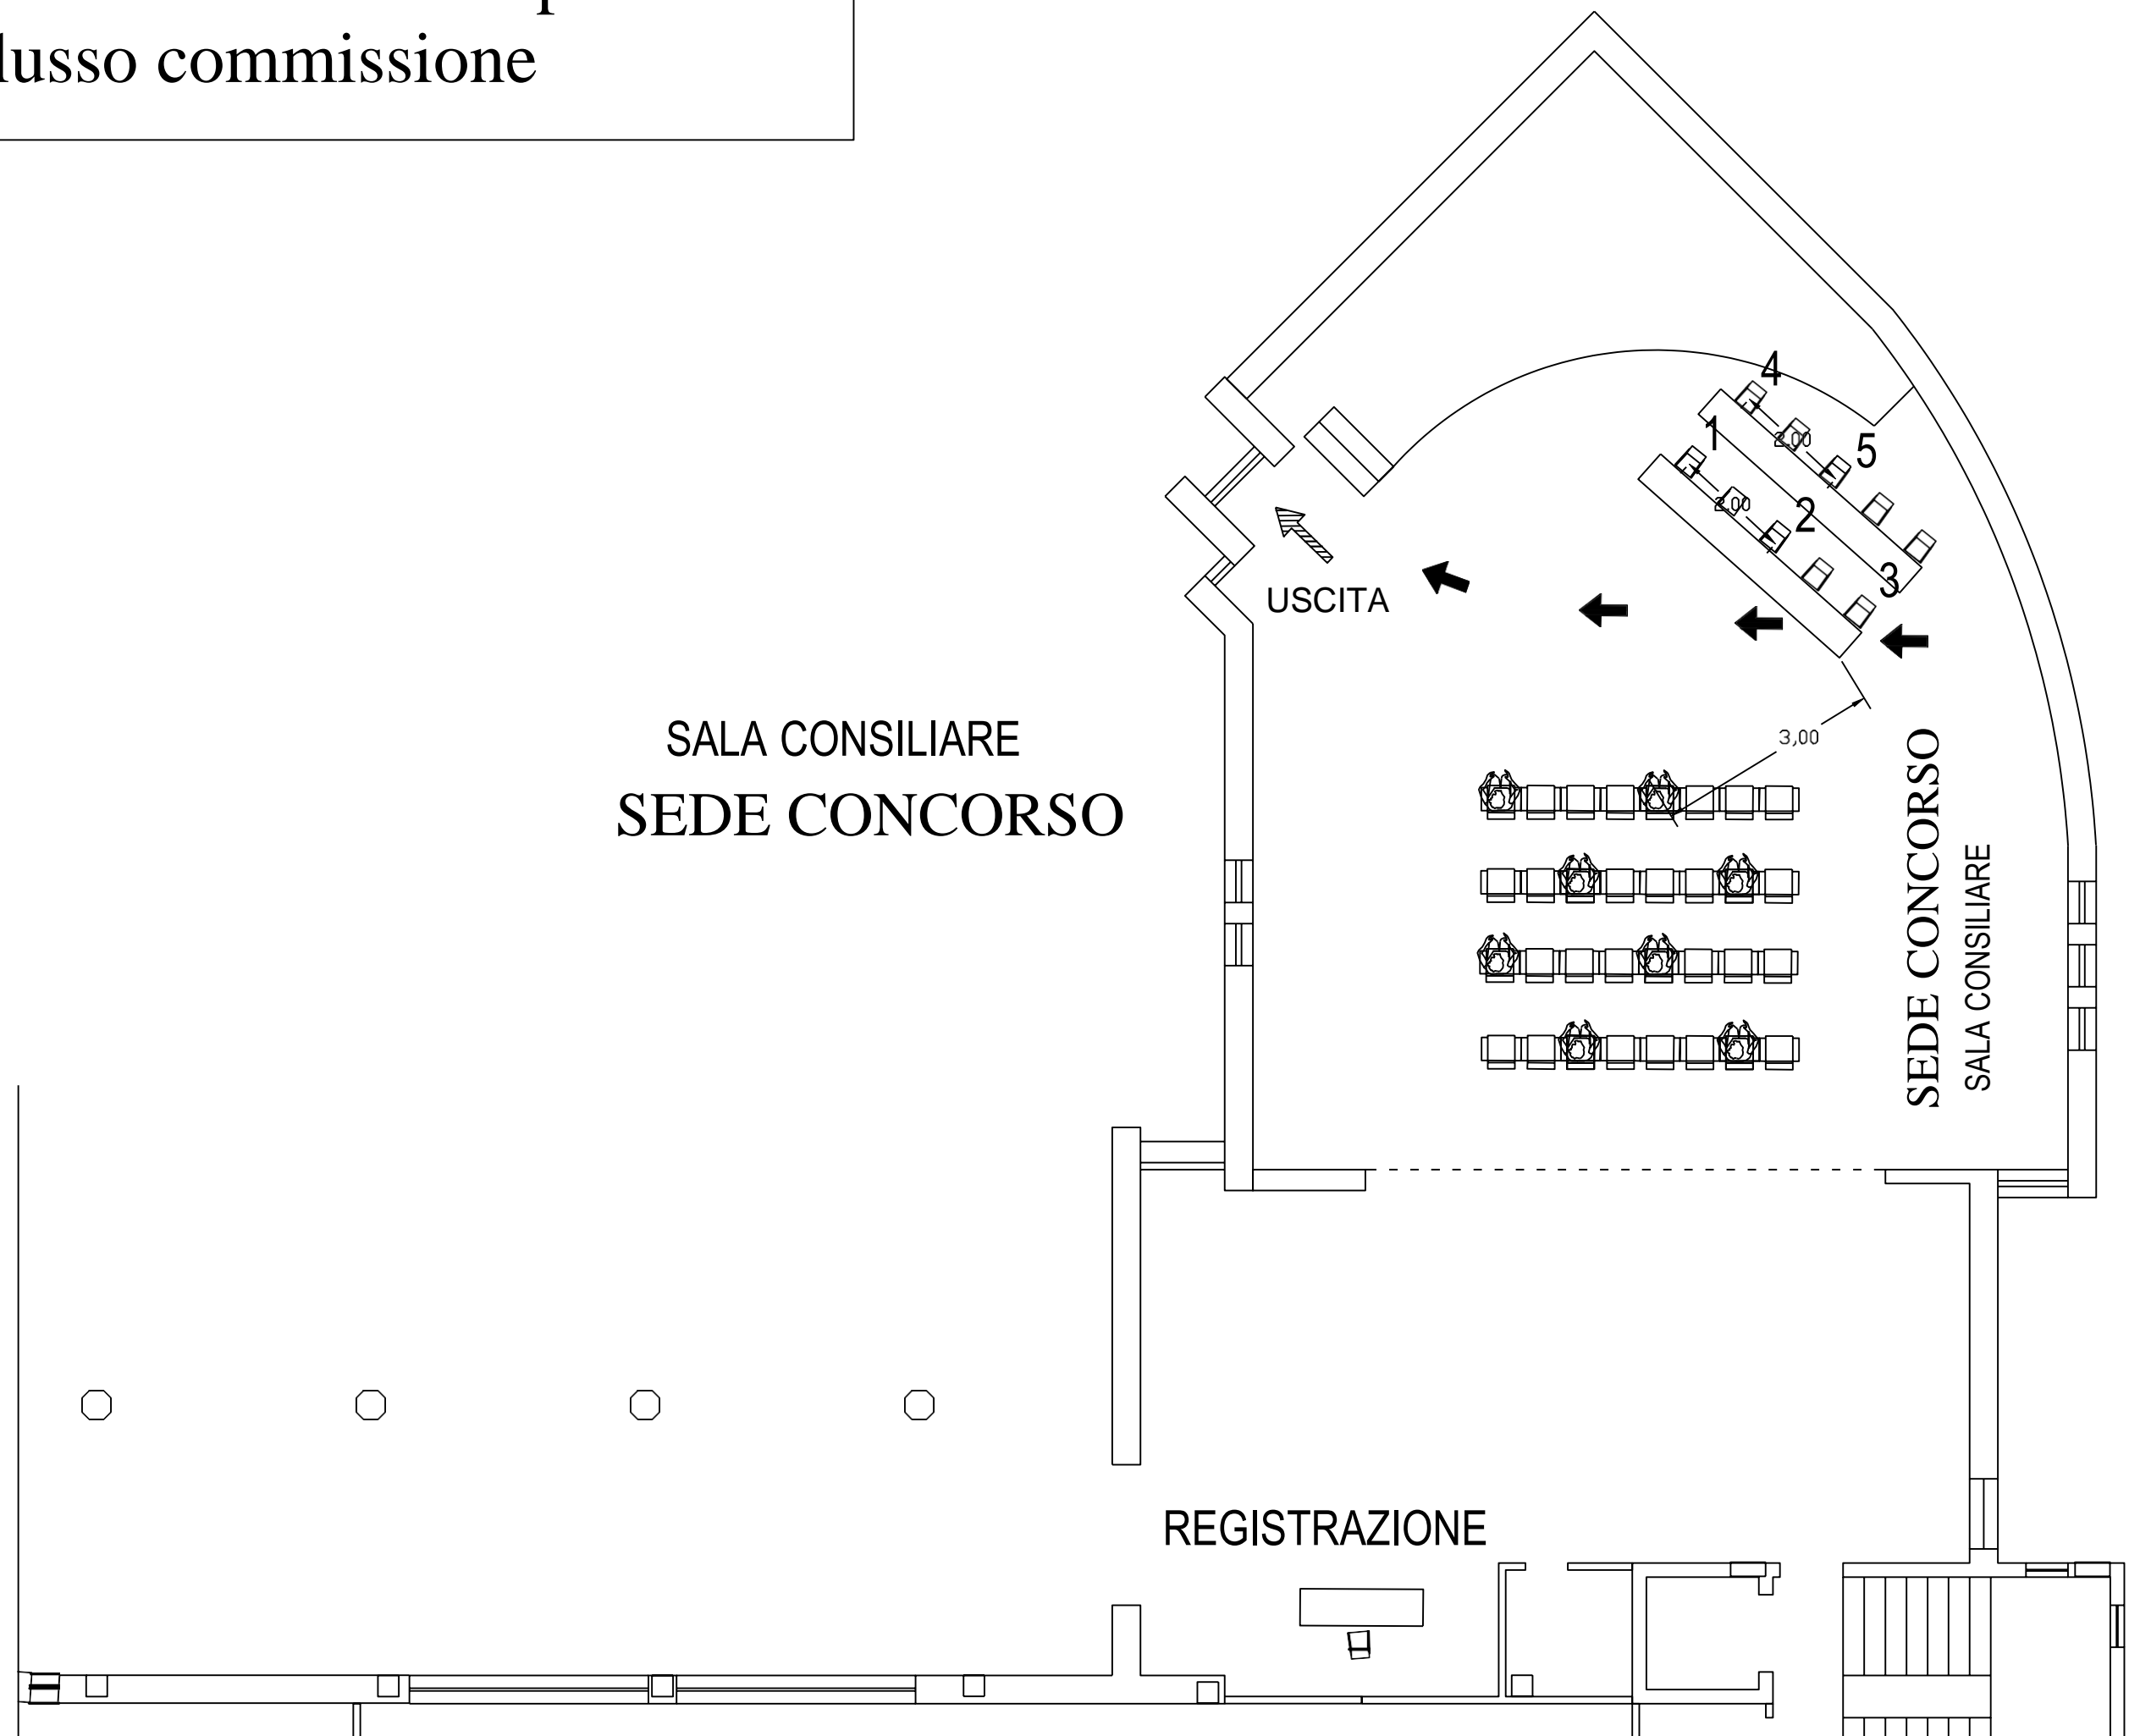 lusso commissione
4
1
2.00
5
2.00
2
3
USCITA
SALA CONSILIARE
SEDE CONCORSO
3,00
SEDE CONCORSO
SALA CONSILIARE
REGISTRAZIONE